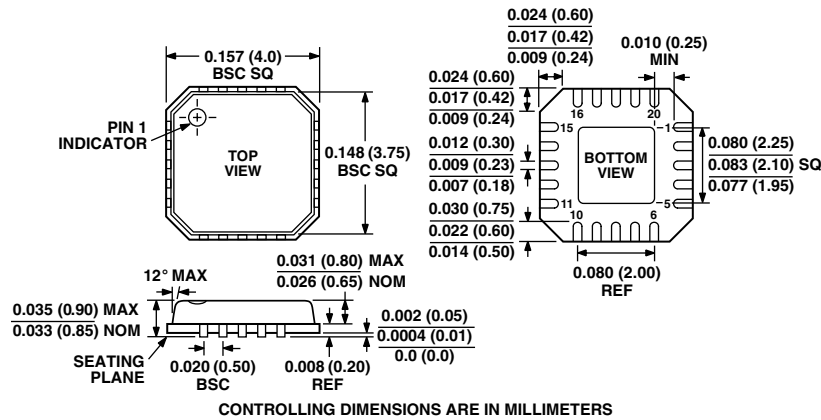 0.157 (4.0)
BSC SQ
PIN 1
INDICATOR
TOP
VIEW
0.148 (3.75)
BSC SQ
0.024 (0.60)
0.017 (0.42)
0.009 (0.24)
0.010 (0.25)
MIN
0.024 (0.60)
0.017 (0.42)
0.009 (0.24)
0.012 (0.30)
0.009 (0.23)
0.007 (0.18)
0.030 (0.75)
0.022 (0.60)
0.014 (0.50)
16
20
15
1
BOTTOM
VIEW
11
5
10
6
0.080 (2.25)
0.083 (2.10) SQ
0.077 (1.95)
0.080 (2.00)
REF
12° MAX
0.031 (0.80) MAX
0.026 (0.65) NOM
0.035 (0.90) MAX
0.033 (0.85) NOM
SEATING
PLANE
0.020 (0.50)
BSC
0.008 (0.20)
REF
0.002 (0.05)
0.0004 (0.01)
0.0 (0.0)
CONTROLLING DIMENSIONS ARE IN MILLIMETERS